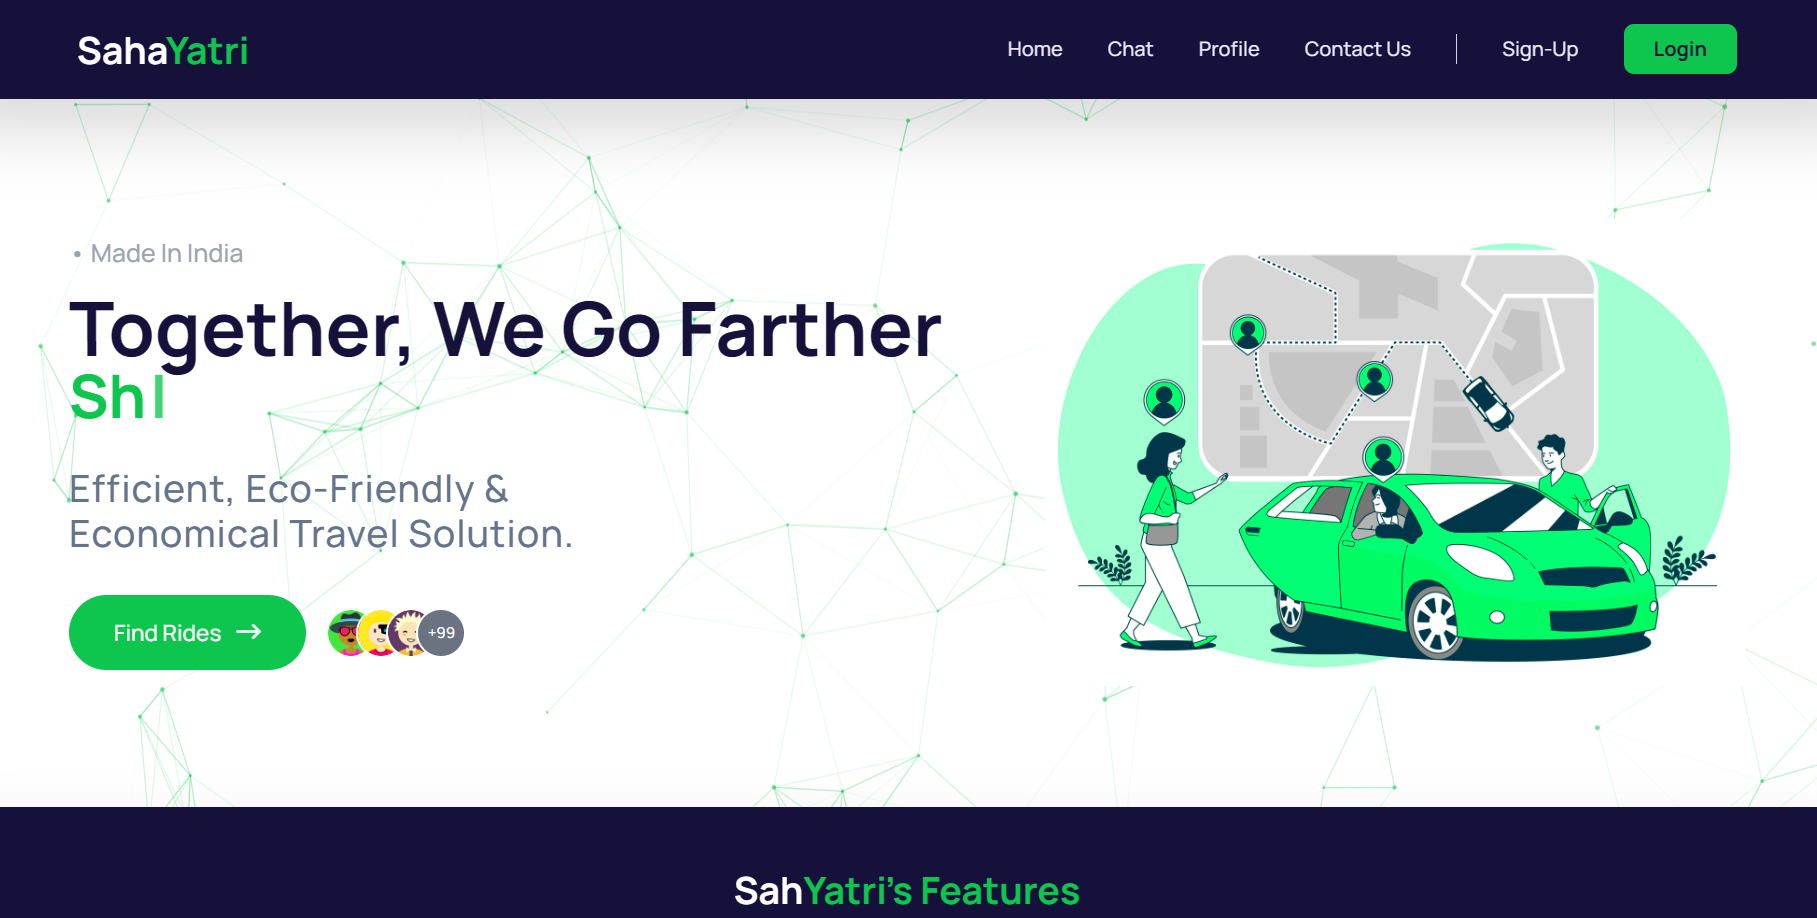 SahaYatri
Home Chat Profile Contact Us Sign-Up Login
• Made In India
Together, We Go Farther
Sh
Efficient, Eco-Friendly &
Economical Travel Solution.
Find Rides → +99
SahYatri's Features